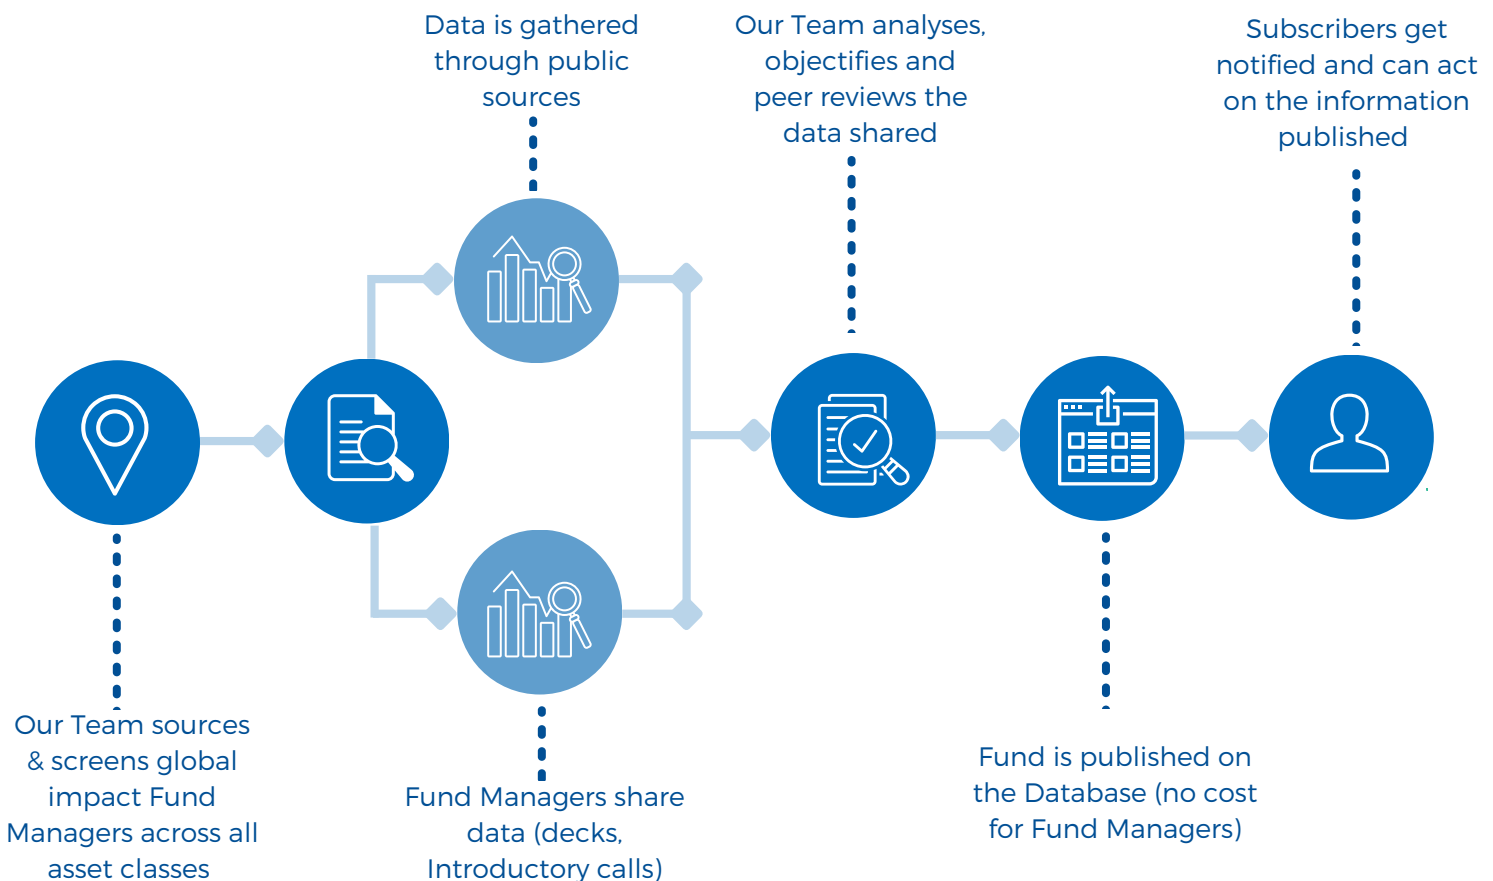 Data is gathered
through public
sources
Our Team analyses,
objectifies and
peer reviews the
data shared
Subscribers get
notified and can act
on the information
published
Our Team sources
& screens global
impact Fund
Managers across all
asset classes
Fund Managers share
data (decks,
Introductory calls)
Fund is published on
the Database (no cost
for Fund Managers)